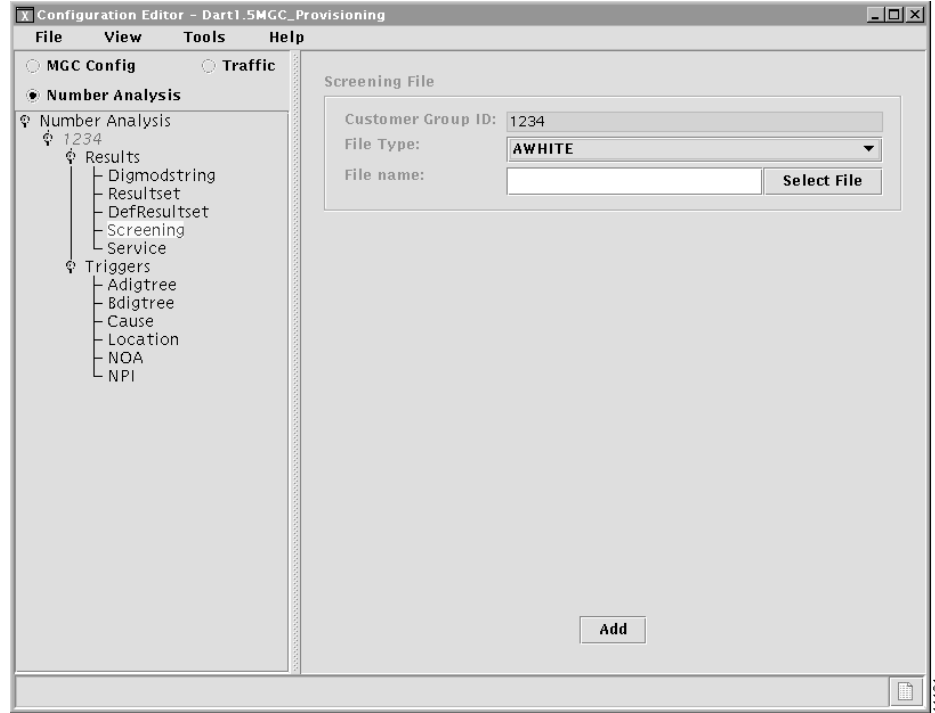 Configuration Editor - Dart1.5MGC_Provisioning
File View Tools Help
MGC Config Traffic
Number Analysis
Number Analysis
1234
Results
Digmodstring
Resultset
DefResultset
Screening
Service
Triggers
Adigtree
Bdigtree
Cause
Location
NOA
NPI
Screening File
Customer Group ID: 1234
File Type: AWHITE
File name: Select File
Add